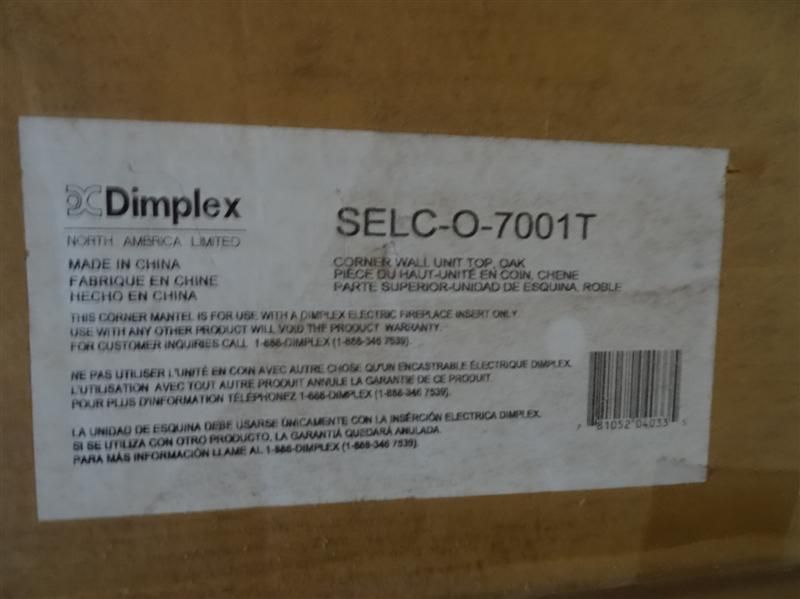 Dimplex
NORTH AMERICA LIMITED
SELC-O-7001T
MADE IN CHINA
FABRIQUE EN CHINE
HECHO EN CHINA
CORNER WALL UNIT TOP, OAK
PIÈCE DU HAUT-UNITÉ EN COIN, CHENE
PARTE SUPERIOR-UNIDAD DE ESQUINA, ROBLE
THIS CORNER MANTEL IS FOR USE WITH A DIMPLEX ELECTRIC FIREPLACE INSERT ONLY.
USE WITH ANY OTHER PRODUCT WILL VOID THE PRODUCT WARRANTY.
FOR CUSTOMER INQUIRIES CALL 1-888-DIMPLEX (1-888-346 7539).
NE PAS UTILISER L'UNITÉ EN COIN AVEC AUTRE CHOSE QU'UN ENCASTRABLE ÉLECTRIQUE DIMPLEX.
L'UTILISATION AVEC TOUT AUTRE PRODUIT ANNULE LA GARANTIE DE CE PRODUIT.
POUR PLUS D'INFORMATION TÉLÉPHONEZ 1-888-DIMPLEX (1-888-346 7539).
LA UNIDAD DE ESQUINA DEBE USARSE ÚNICAMENTE CON LA INSÉRCIÓN ELECTRICA DIMPLEX.
SI SE UTILIZA CON OTRO PRODUCTO, LA GARANTÍA QUEDARÁ ANULADA.
PARA MÁS INFORMACIÓN LLAME AL 1-888-DIMPLEX (1-888-346 7539).
7 81052 04033 5